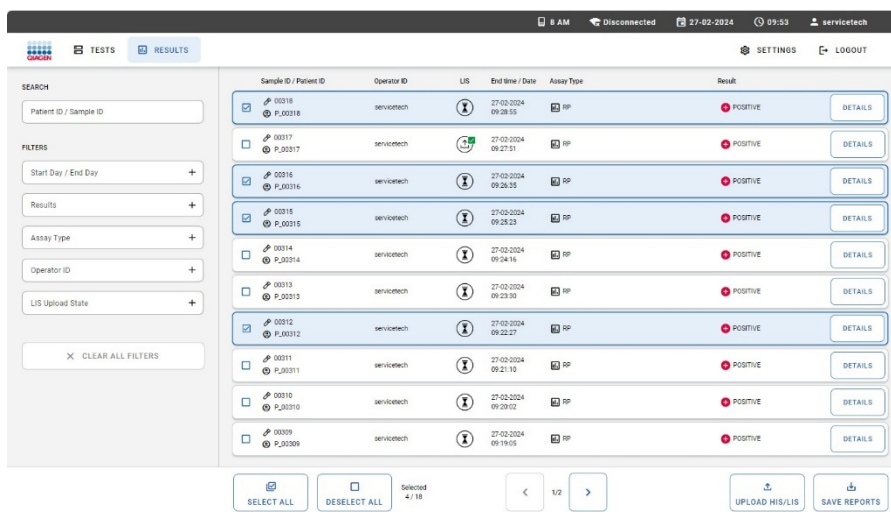 8 AM Disconnected 27-02-2024 09:53 servicetech
QIAGEN TESTS RESULTS SETTINGS LOGOUT
SEARCH
Patient ID / Sample ID
FILTERS
Start Day / End Day +
Results +
Assay Type +
Operator ID +
LIS Upload State +
CLEAR ALL FILTERS
Sample ID / Patient ID Operator ID LIS End time / Date Assay Type Result
00318 servicetech 27-02-2024 RP POSITIVE DETAILS
P_00318 09:28:55
00317 servicetech 27-02-2024 RP POSITIVE DETAILS
P_00317 09:27:51
00316 servicetech 27-02-2024 RP POSITIVE DETAILS
P_00316 09:26:35
00315 servicetech 27-02-2024 RP POSITIVE DETAILS
P_00315 09:25:23
00314 servicetech 27-02-2024 RP POSITIVE DETAILS
P_00314 09:24:16
00313 servicetech 27-02-2024 RP POSITIVE DETAILS
P_00313 09:23:30
00312 servicetech 27-02-2024 RP POSITIVE DETAILS
P_00312 09:22:27
00311 servicetech 27-02-2024 RP POSITIVE DETAILS
P_00311 09:21:10
00310 servicetech 27-02-2024 RP POSITIVE DETAILS
P_00310 09:20:02
00309 servicetech 27-02-2024 RP POSITIVE DETAILS
P_00309 09:19:05
SELECT ALL DESELECT ALL Selected
4 / 18
< 1/2 >
UPLOAD HIS/LIS SAVE REPORTS